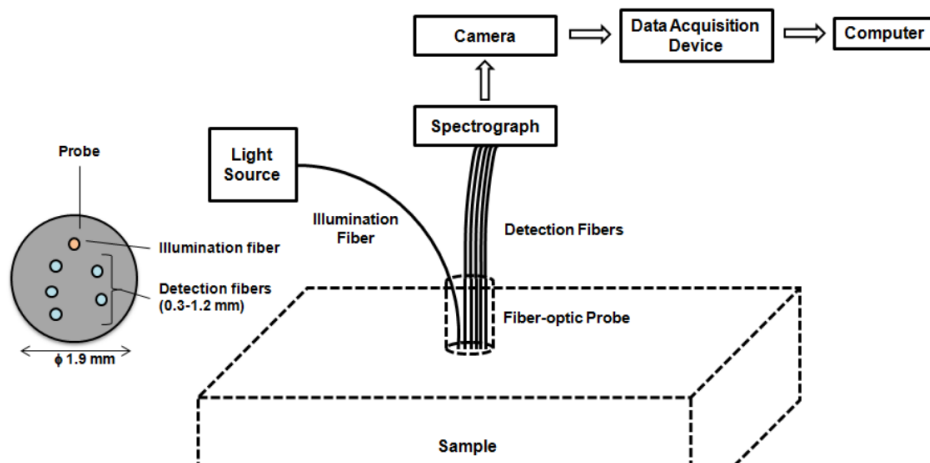 Camera
Data Acquisition
Device
Computer
Spectrograph
Light
Source
Probe
Illumination
Fiber
Detection Fibers
Illumination fiber
Detection fibers
(0.3-1.2 mm)
Fiber-optic Probe
ϕ 1.9 mm
Sample